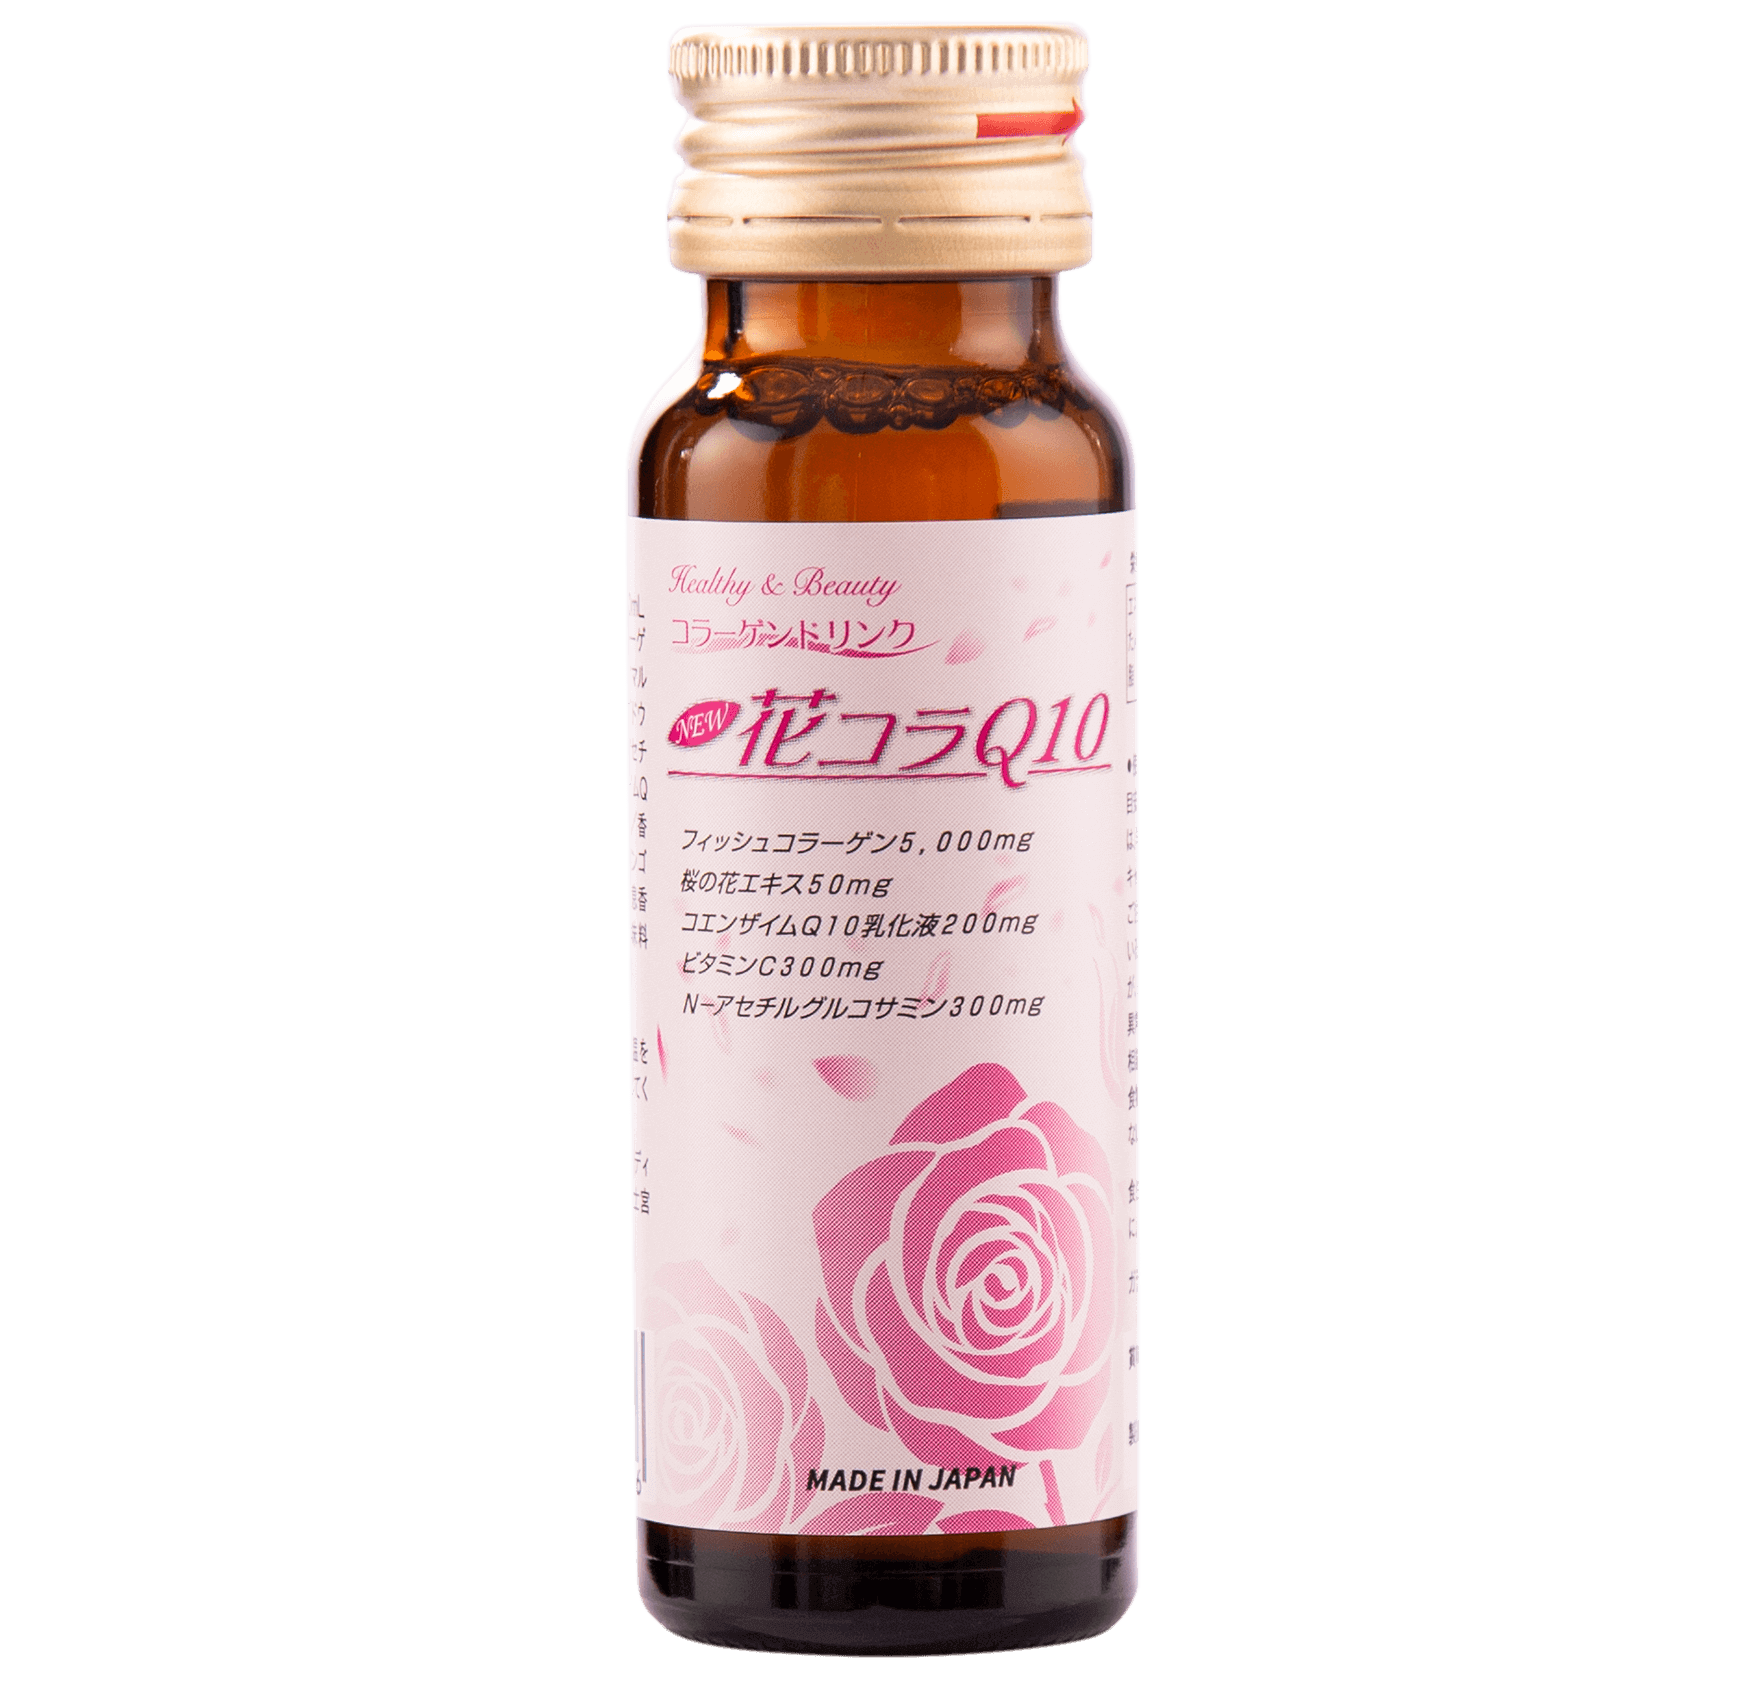 Healthy & Beauty
コラーゲンドリンク
NEW 花コラQ10
フィッシュコラーゲン5,000mg
桜の花エキス50mg
コエンザイムQ10乳化液200mg
ビタミンC300mg
N-アセチルグルコサミン300mg
MADE IN JAPAN